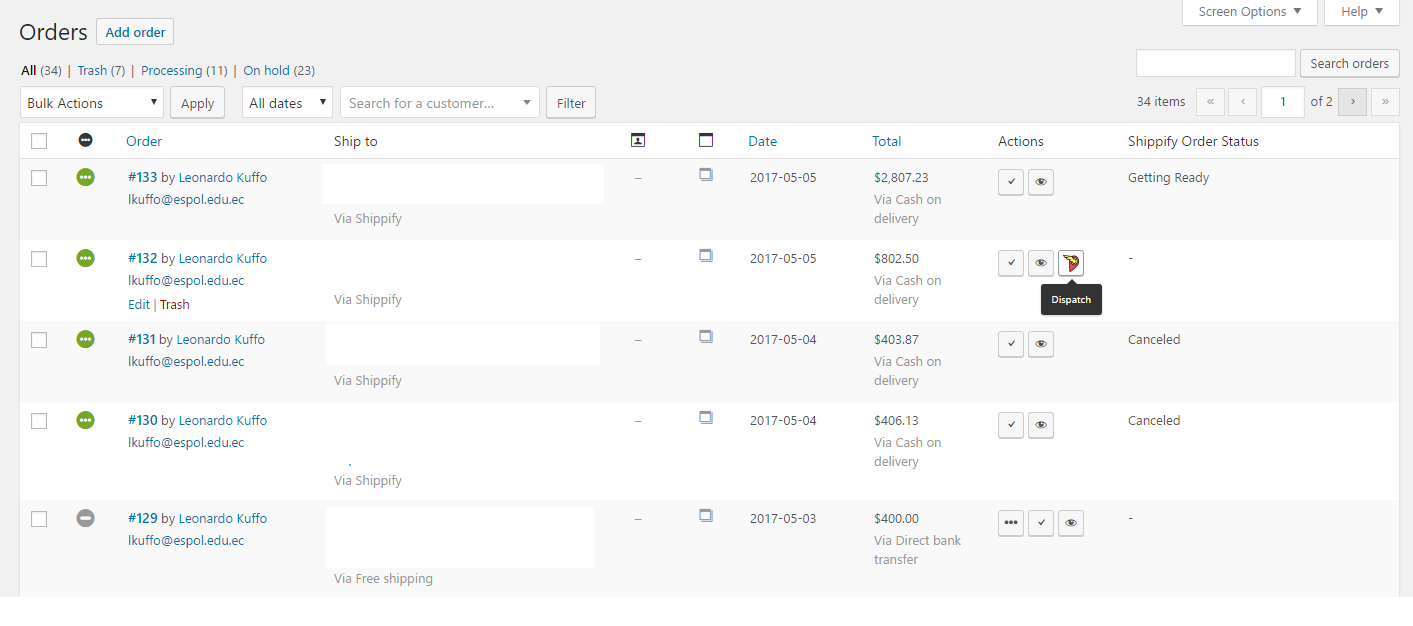 Screen Options ▼ Help ▼
Orders Add order
All (34) | Trash (7) | Processing (11) | On hold (23)
Search orders
Bulk Actions Apply All dates Search for a customer... Filter
34 items « ‹ 1 of 2 › »
Order Ship to Date Total Actions Shippify Order Status
#133 by Leonardo Kuffo – 2017-05-05 $2,807.23 Getting Ready
lkuffo@espol.edu.ec Via Cash on
Via Shippify delivery
#132 by Leonardo Kuffo – 2017-05-05 $802.50 -
lkuffo@espol.edu.ec Via Cash on
Edit | Trash Via Shippify delivery Dispatch
#131 by Leonardo Kuffo – 2017-05-04 $403.87 Canceled
lkuffo@espol.edu.ec Via Cash on
Via Shippify delivery
#130 by Leonardo Kuffo – 2017-05-04 $406.13 Canceled
lkuffo@espol.edu.ec Via Cash on
delivery
Via Shippify
#129 by Leonardo Kuffo – 2017-05-03 $400.00 -
lkuffo@espol.edu.ec Via Direct bank
transfer
Via Free shipping